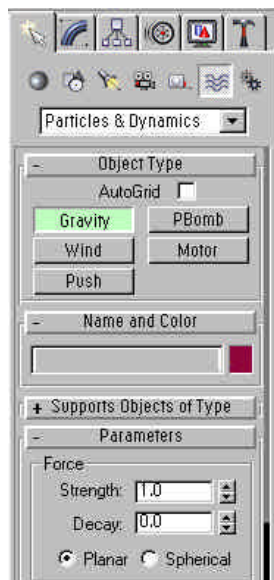 Particles & Dynamics
- Object Type
AutoGrid
Gravity PBomb
Wind Motor
Push
- Name and Color
+ Supports Objects of Type
- Parameters
Force
Strength: 1.0
Decay: 0.0
Planar Spherical